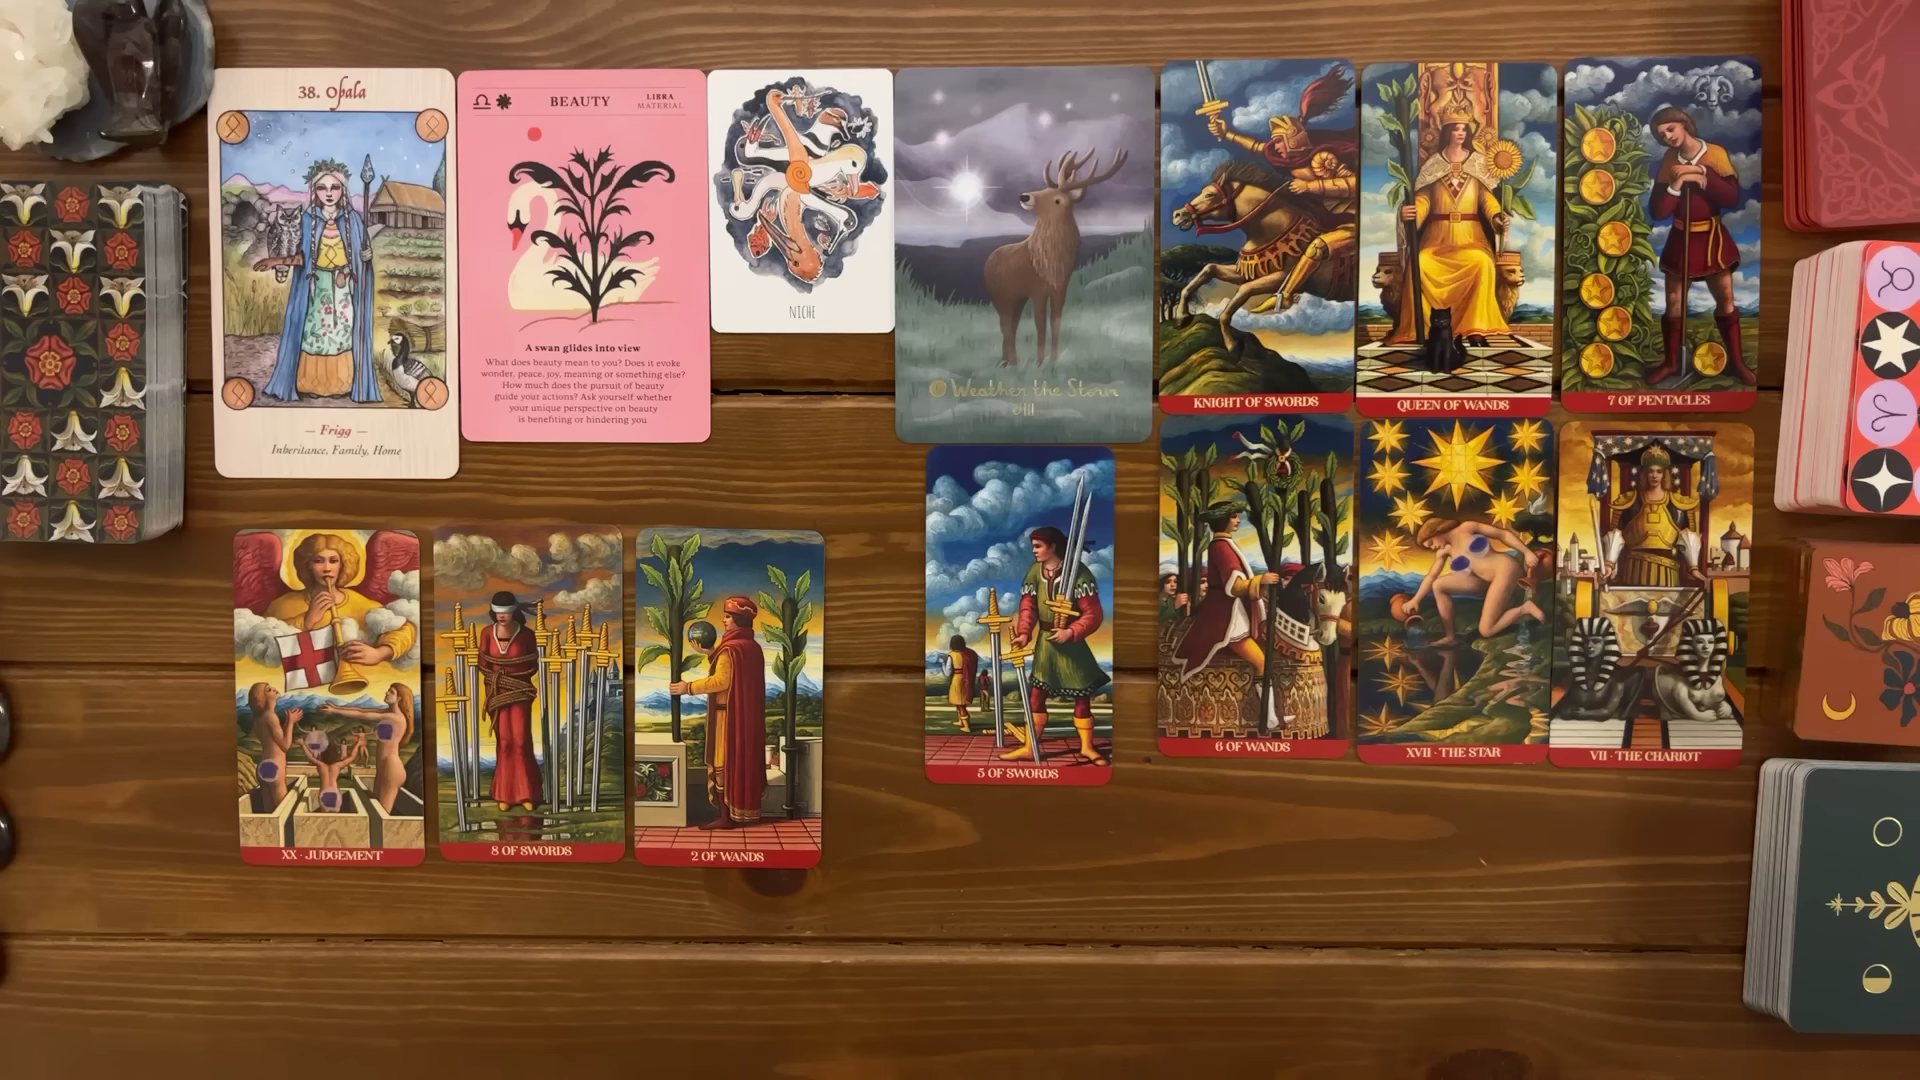 38. Opala
— Frigg —
Inheritance, Family, Home
BEAUTY
LIBRA
MATERIAL
A swan glides into view
What does beauty mean to you? Does it evoke
wonder, peace, joy, meaning or something else?
How much does the pursuit of beauty
guide your actions? Ask yourself whether
your unique perspective on beauty
is benefiting or hindering you
NICHE
Weather the Storm
KNIGHT OF SWORDS
QUEEN OF WANDS
7 OF PENTACLES
XX · JUDGEMENT
8 OF SWORDS
2 OF WANDS
5 OF SWORDS
6 OF WANDS
XVII · THE STAR
VII · THE CHARIOT